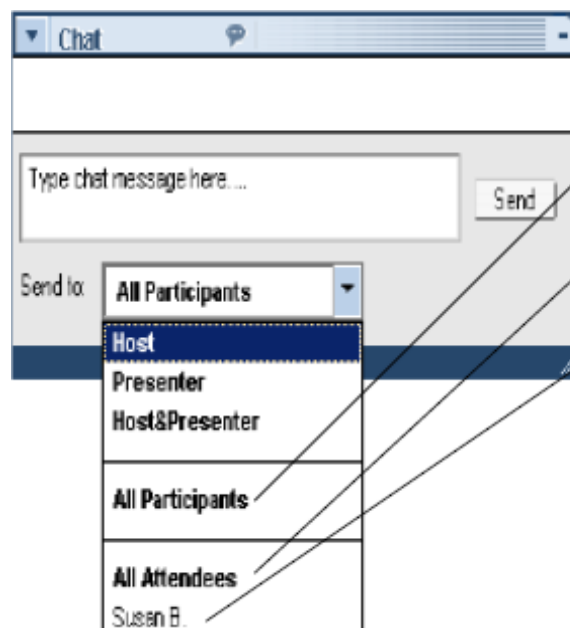 Chat
Type chat message here....
Send
Send to: All Participants
Host
Presenter
Host&Presenter
All Participants
All Attendees
Susan B.